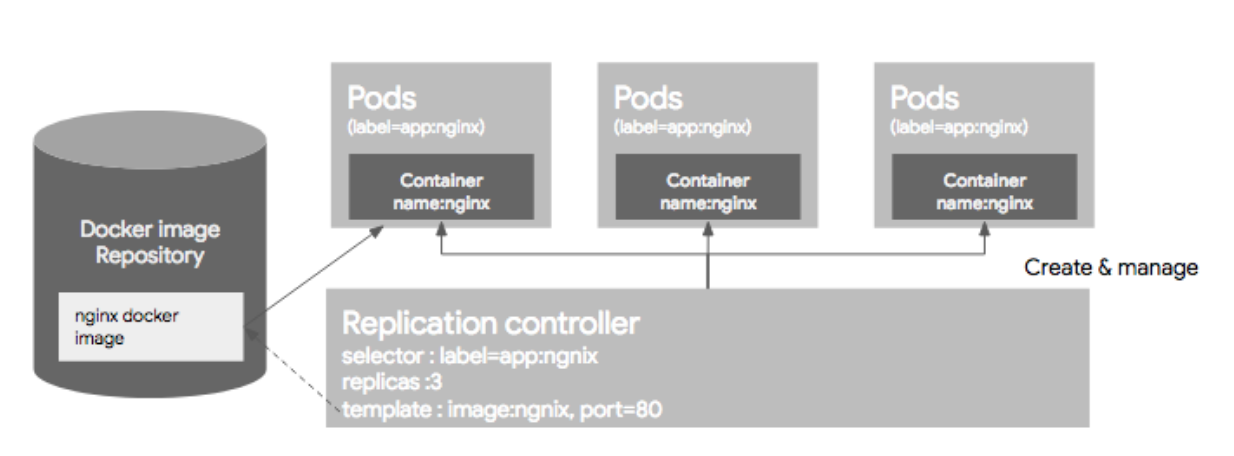 Pods
(label=app:nginx)
Container
name:nginx
Pods
(label=app:nginx)
Container
name:nginx
Pods
(label=app:nginx)
Container
name:nginx
Docker image
Repository
nginx docker
image
Create & manage
Replication controller
selector : label=app:ngnix
replicas :3
template : image:ngnix, port=80